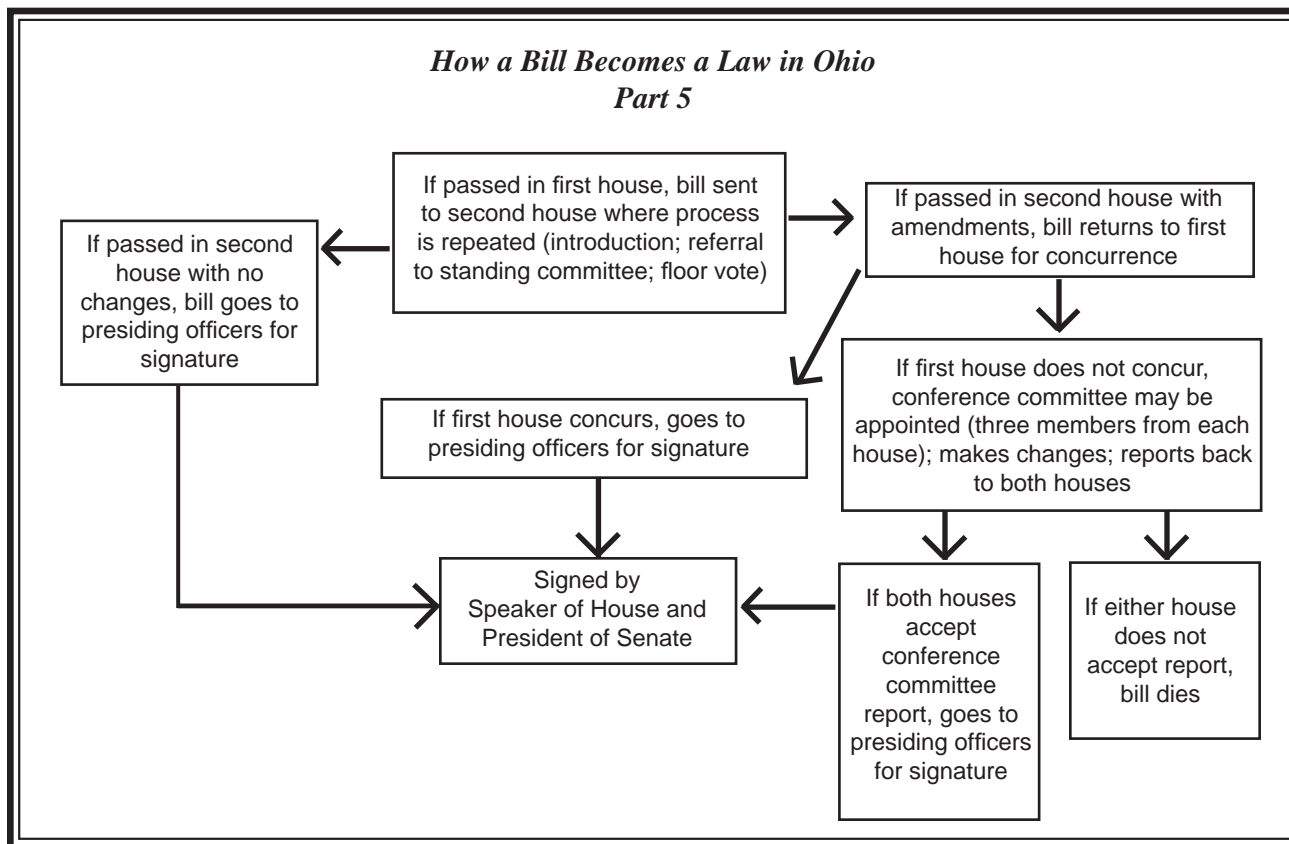 How a Bill Becomes a Law in Ohio
Part 5
If passed in first house, bill sent
to second house where process
is repeated (introduction; referral
to standing committee; floor vote)
If passed in second house with
amendments, bill returns to first
house for concurrence
If passed in second
house with no
changes, bill goes to
presiding officers for
signature
If first house does not concur,
conference committee may be
appointed (three members from each
house); makes changes; reports back
to both houses
If first house concurs, goes to
presiding officers for signature
Signed by
Speaker of House and
President of Senate
If both houses
accept
conference
committee
report, goes to
presiding officers
for signature
If either house
does not
accept report,
bill dies